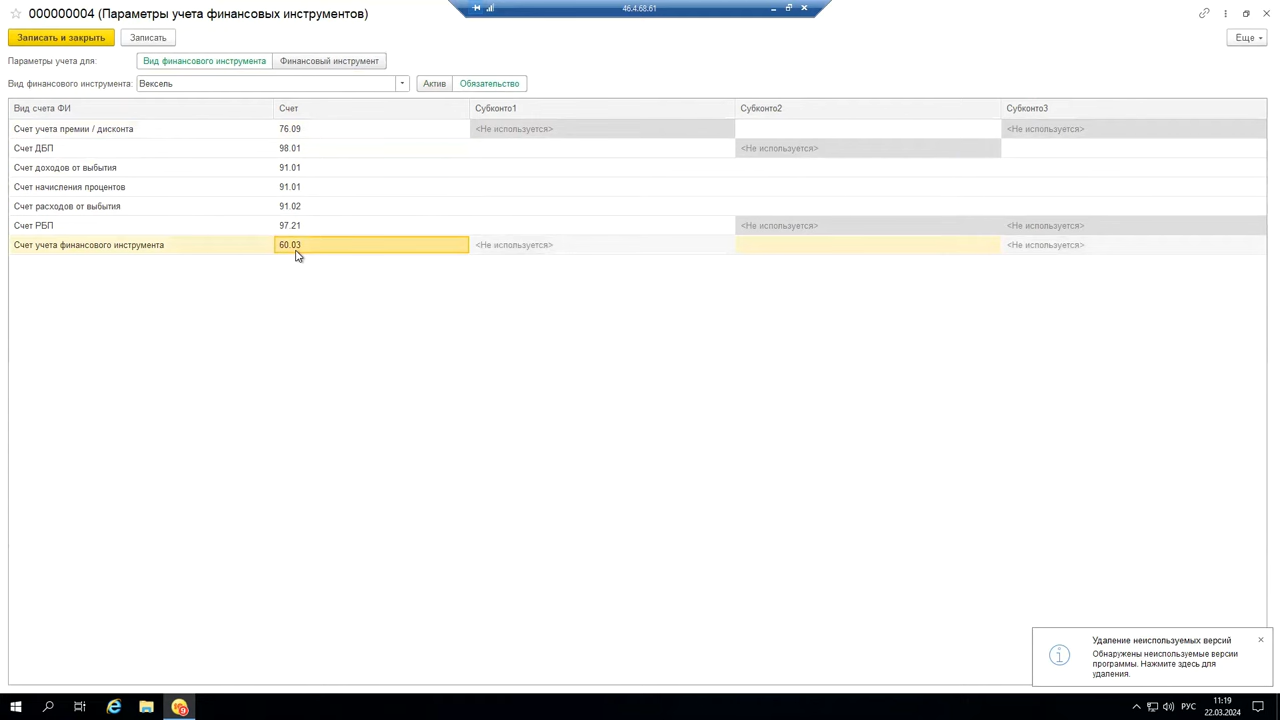 46.4.68.61
000000004 (Параметры учета финансовых инструментов)
Записать и закрыть Записать Еще
Параметры учета для: Вид финансового инструмента Финансовый инструмент
Вид финансового инструмента: Вексель Актив Обязательство
Вид счета ФИ Счет Субконто1 Субконто2 Субконто3
Счет учета премии / дисконта 76.09 <Не используется> <Не используется>
Счет ДБП 98.01 <Не используется>
Счет доходов от выбытия 91.01
Счет начисления процентов 91.01
Счет расходов от выбытия 91.02
Счет РБП 97.21 <Не используется> <Не используется>
Счет учета финансового инструмента 60.03 <Не используется> <Не используется>
Удаление неиспользуемых версий
Обнаружены неиспользуемые версии
программы. Нажмите здесь для
удаления.
РУС 11:19
22.03.2024